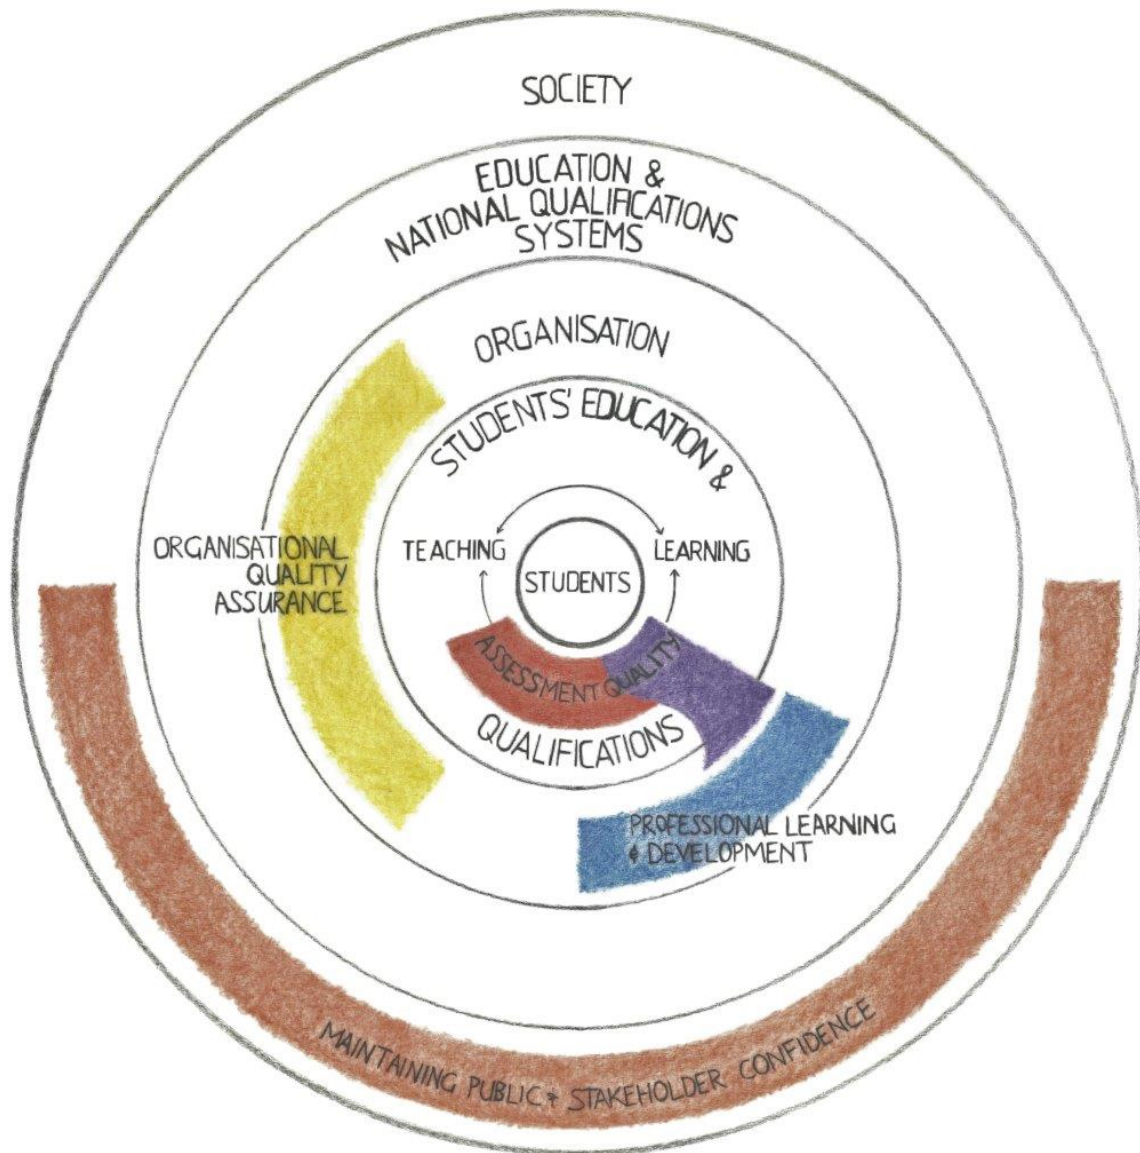 SOCIETY
EDUCATION &
NATIONAL QUALIFICATIONS
SYSTEMS
ORGANISATION
STUDENTS' EDUCATION &
TEACHING
LEARNING
STUDENTS
ORGANISATIONAL
QUALITY
ASSURANCE
ASSESSMENT QUALITY
QUALIFICATIONS
PROFESSIONAL LEARNING
& DEVELOPMENT
MAINTAINING PUBLIC & STAKEHOLDER CONFIDENCE